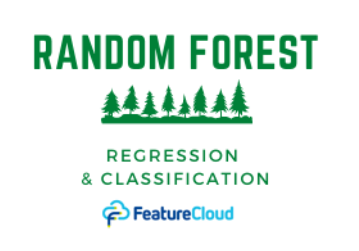 RANDOM FOREST
REGRESSION
& CLASSIFICATION
FeatureCloud